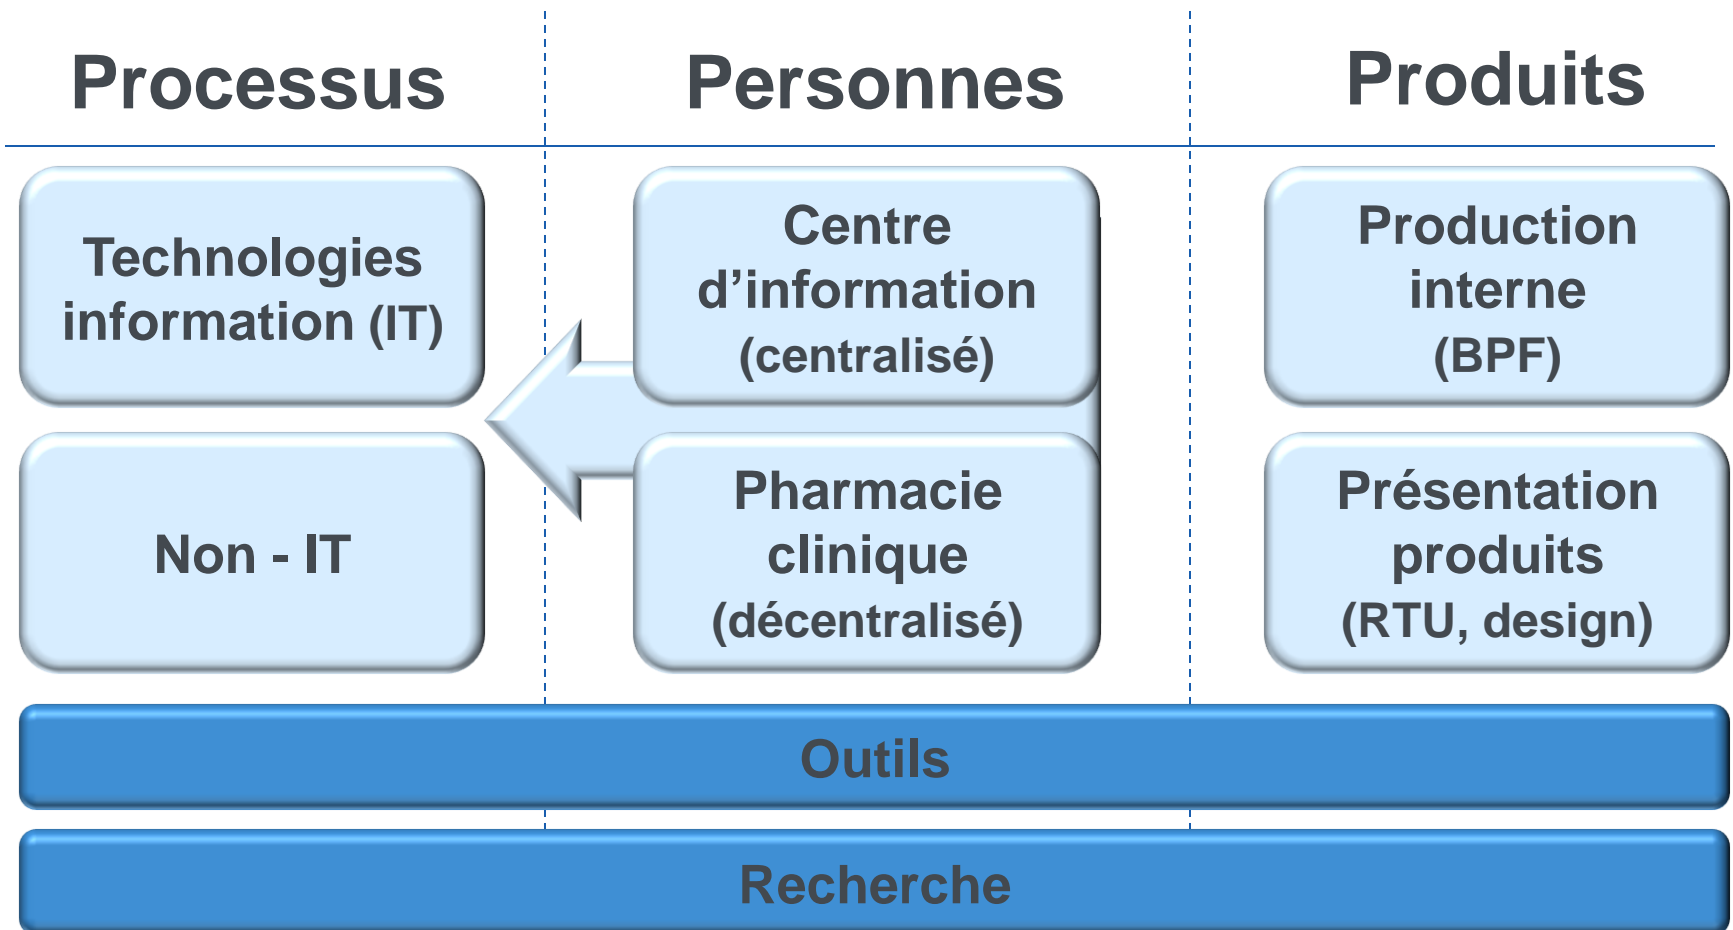 Processus
Personnes
Produits
Technologies
information (IT)
Centre
d’information
(centralisé)
Production
interne
(BPF)
Non - IT
Pharmacie
clinique
(décentralisé)
Présentation
produits
(RTU, design)
Outils
Recherche